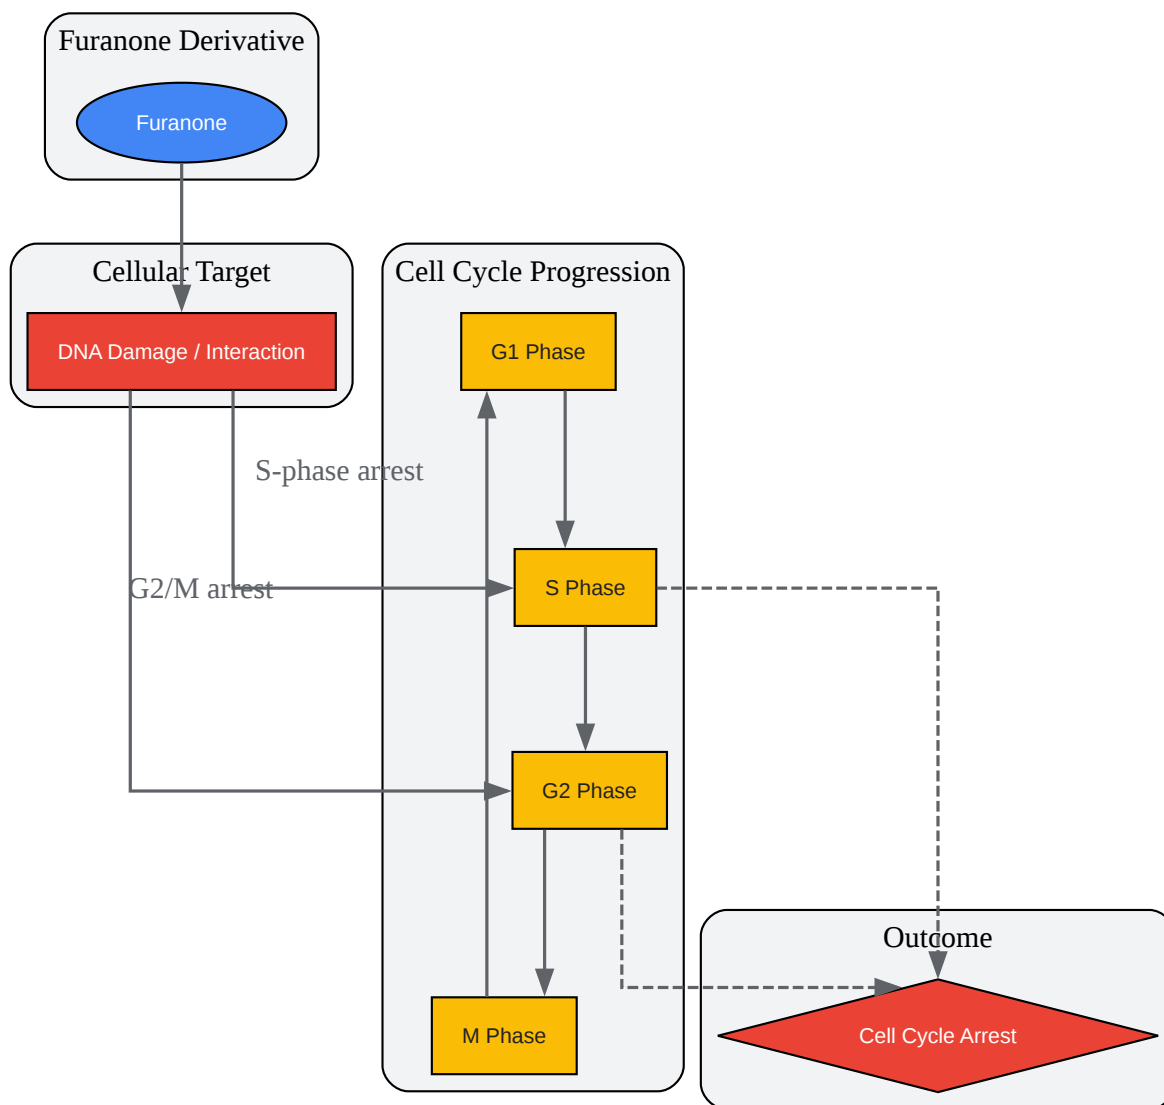 Furanone Derivative
Furanone
Cellular Target
DNA Damage / Interaction
Cell Cycle Progression
G1 Phase
S-phase arrest
G2/M arrest
S Phase
G2 Phase
Outcome
M Phase
Cell Cycle Arrest